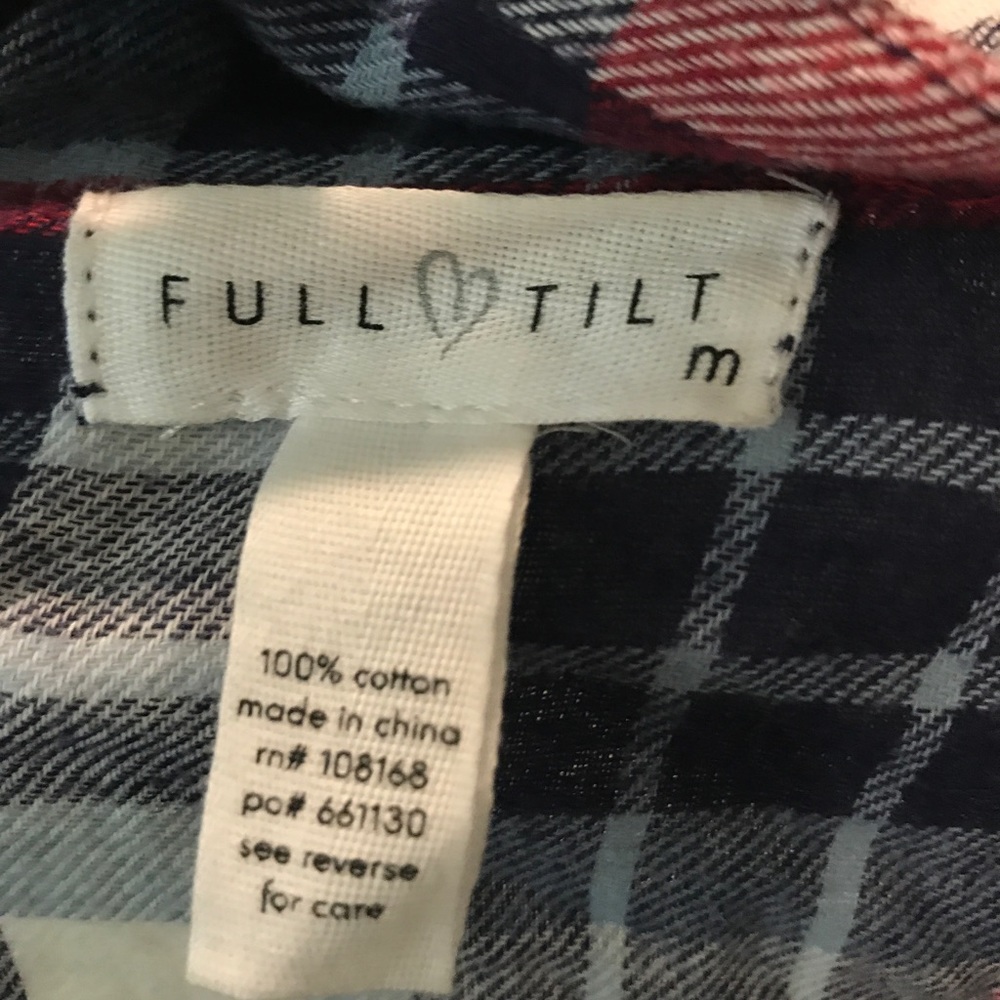 FULL TILT
m
100% cotton
made in china
rn# 108168
po# 661130
see reverse
for care